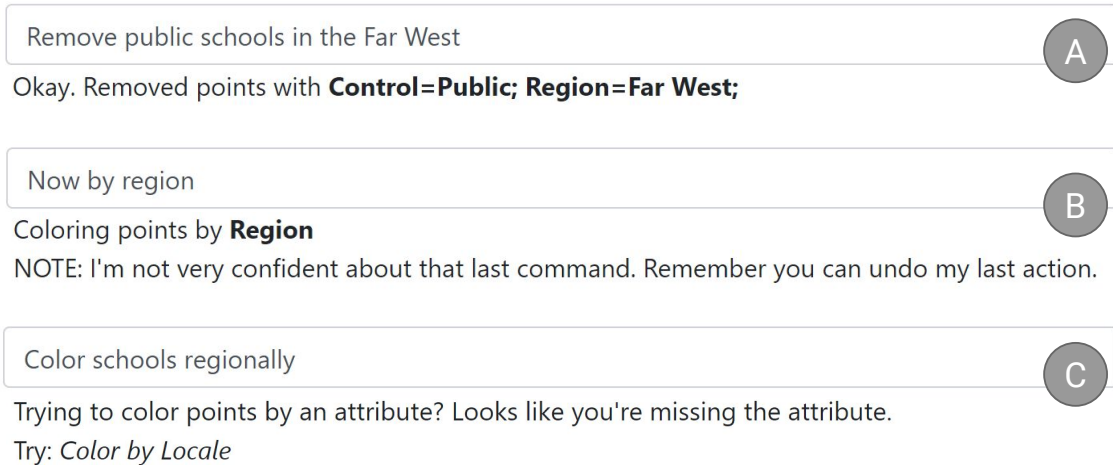 Remove public schools in the Far West
A
Okay. Removed points with Control=Public; Region=Far West;
Now by region
B
Coloring points by Region
NOTE: I'm not very confident about that last command. Remember you can undo my last action.
Color schools regionally
C
Trying to color points by an attribute? Looks like you're missing the attribute.
Try: Color by Locale